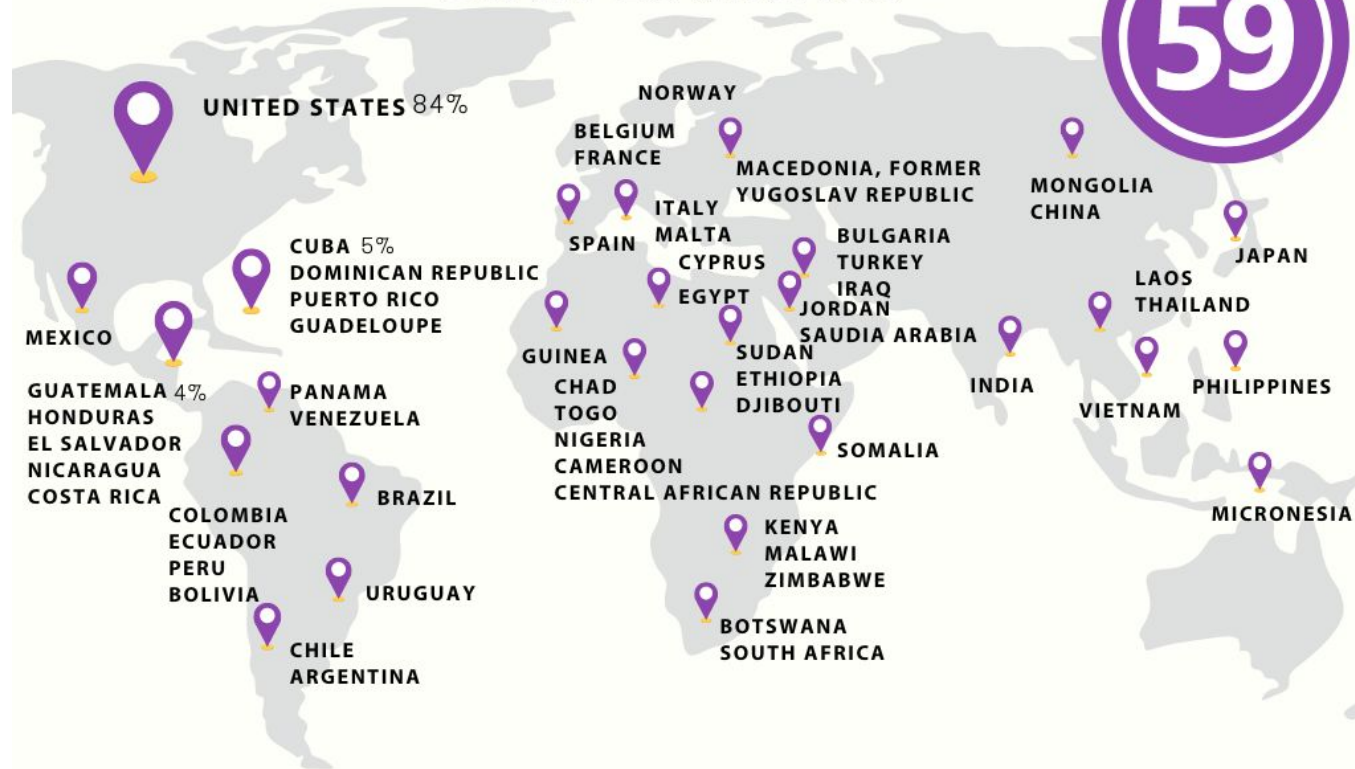 59
UNITED STATES 84%
NORWAY
BELGIUM
FRANCE
MACEDONIA, FORMER
YUGOSLAV REPUBLIC
MONGOLIA
CHINA
SPAIN
ITALY
MALTA
CYPRUS
EGYPT
BULGARIA
TURKEY
IRAQ
JORDAN
SAUDIA ARABIA
JAPAN
LAOS
THAILAND
CUBA 5%
DOMINICAN REPUBLIC
PUERTO RICO
GUADELOUPE
MEXICO
GUINEA
SUDAN
ETHIOPIA
DJIBOUTI
INDIA
VIETNAM
PHILIPPINES
GUATEMALA 4%
HONDURAS
EL SALVADOR
NICARAGUA
COSTA RICA
PANAMA
VENEZUELA
CHAD
TOGO
NIGERIA
CAMEROON
CENTRAL AFRICAN REPUBLIC
SOMALIA
MICRONESIA
COLOMBIA
ECUADOR
PERU
BOLIVIA
BRAZIL
KENYA
MALAWI
ZIMBABWE
URUGUAY
BOTSWANA
SOUTH AFRICA
CHILE
ARGENTINA